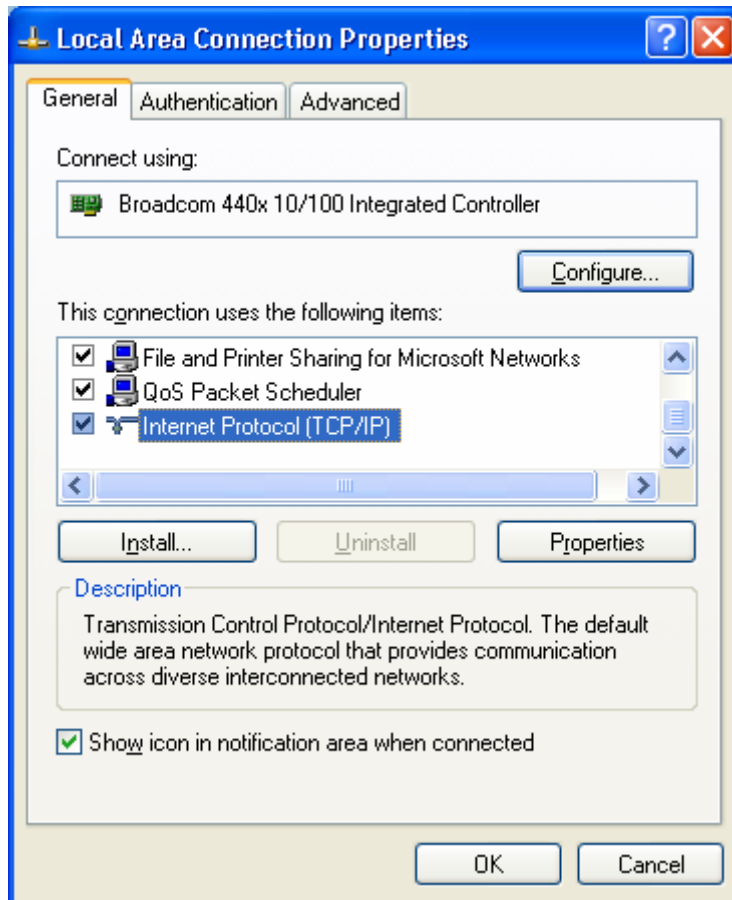 Local Area Connection Properties
General
Authentication
Advanced
Connect using:
Broadcom 440x 10/100 Integrated Controller
Configure...
This connection uses the following items:
File and Printer Sharing for Microsoft Networks
QoS Packet Scheduler
Internet Protocol (TCP/IP)
Install...
Uninstall
Properties
Description
Transmission Control Protocol/Internet Protocol. The default
wide area network protocol that provides communication
across diverse interconnected networks.
Show icon in notification area when connected
OK
Cancel